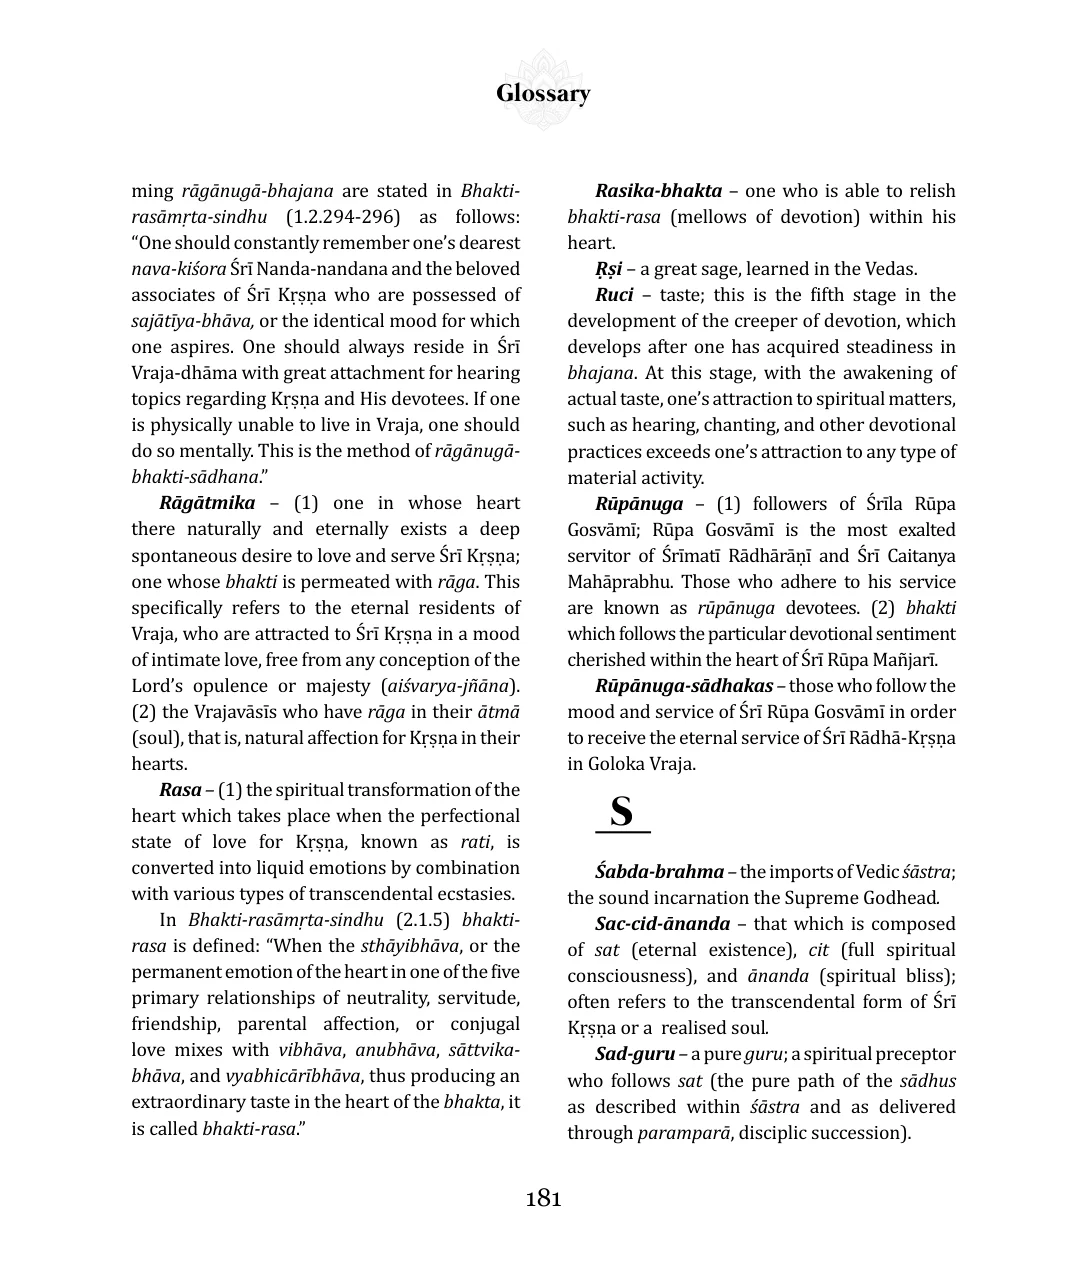 Glossary
ming rāgānugā-bhajana are stated in Bhakti-
rasāmṛta-sindhu (1.2.294-296) as follows:
“One should constantly remember one’s dearest
nava-kiśora Śrī Nanda-nandana and the beloved
associates of Śrī Kṛṣṇa who are possessed of
sajātīya-bhāva, or the identical mood for which
one aspires. One should always reside in Śrī
Vraja-dhāma with great attachment for hearing
topics regarding Kṛṣṇa and His devotees. If one
is physically unable to live in Vraja, one should
do so mentally. This is the method of rāgānugā-
bhakti-sādhana.”
Rāgātmika – (1) one in whose heart
there naturally and eternally exists a deep
spontaneous desire to love and serve Śrī Kṛṣṇa;
one whose bhakti is permeated with rāga. This
specifically refers to the eternal residents of
Vraja, who are attracted to Śrī Kṛṣṇa in a mood
of intimate love, free from any conception of the
Lord’s opulence or majesty (aiśvarya-jñāna).
(2) the Vrajavāsīs who have rāga in their ātmā
(soul), that is, natural affection for Kṛṣṇa in their
hearts.
Rasa – (1) the spiritual transformation of the
heart which takes place when the perfectional
state of love for Kṛṣṇa, known as rati, is
converted into liquid emotions by combination
with various types of transcendental ecstasies.
In Bhakti-rasāmṛta-sindhu (2.1.5) bhakti-
rasa is defined: “When the sthāyibhāva, or the
permanent emotion of the heart in one of the five
primary relationships of neutrality, servitude,
friendship, parental affection, or conjugal
love mixes with vibhāva, anubhāva, sāttvika-
bhāva, and vyabhicārībhāva, thus producing an
extraordinary taste in the heart of the bhakta, it
is called bhakti-rasa.”
Rasika-bhakta – one who is able to relish
bhakti-rasa (mellows of devotion) within his
heart.
Ṛṣi – a great sage, learned in the Vedas.
Ruci – taste; this is the fifth stage in the
development of the creeper of devotion, which
develops after one has acquired steadiness in
bhajana. At this stage, with the awakening of
actual taste, one’s attraction to spiritual matters,
such as hearing, chanting, and other devotional
practices exceeds one’s attraction to any type of
material activity.
Rūpānuga – (1) followers of Śrīla Rūpa
Gosvāmī; Rūpa Gosvāmī is the most exalted
servitor of Śrīmatī Rādhārāṇī and Śrī Caitanya
Mahāprabhu. Those who adhere to his service
are known as rūpānuga devotees. (2) bhakti
which follows the particular devotional sentiment
cherished within the heart of Śrī Rūpa Mañjarī.
Rūpānuga-sādhakas – those who follow the
mood and service of Śrī Rūpa Gosvāmī in order
to receive the eternal service of Śrī Rādhā-Kṛṣṇa
in Goloka Vraja.
S
Śabda-brahma – the imports of Vedic śāstra;
the sound incarnation the Supreme Godhead.
Sac-cid-ānanda – that which is composed
of sat (eternal existence), cit (full spiritual
consciousness), and ānanda (spiritual bliss);
often refers to the transcendental form of Śrī
Kṛṣṇa or a realised soul.
Sad-guru – a pure guru; a spiritual preceptor
who follows sat (the pure path of the sādhus
as described within śāstra and as delivered
through paramparā, disciplic succession).
181